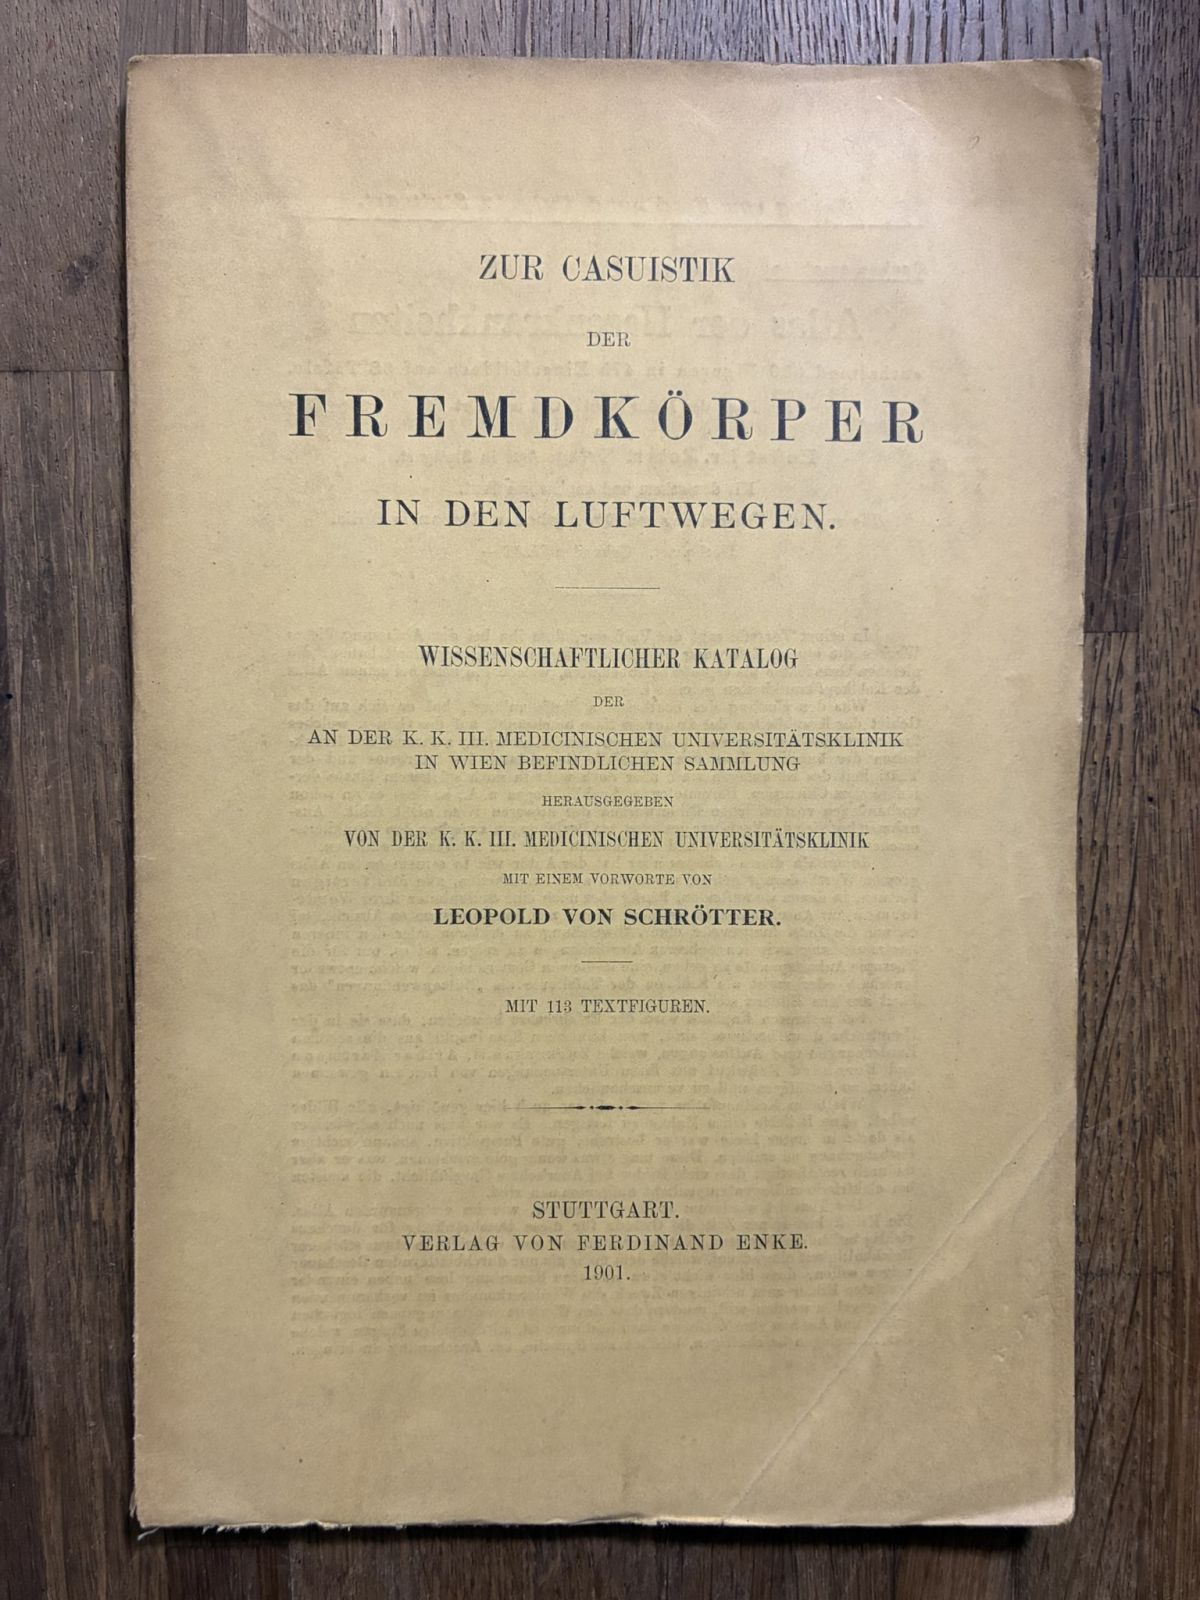 ZUR CASUISTIK
DER
FREMDKÖRPER
IN DEN LUFTWEGEN.
WISSENSCHAFTLICHER KATALOG
DER
AN DER K. K. III. MEDICINISCHEN UNIVERSITÄTSKLINIK
IN WIEN BEFINDLICHEN SAMMLUNG
HERAUSGEGEBEN
VON DER K. K. III. MEDICINISCHEN UNIVERSITÄTSKLINIK
MIT EINEM VORWORTE VON
LEOPOLD VON SCHRÖTTER.
MIT 113 TEXTFIGUREN.
STUTTGART.
VERLAG VON FERDINAND ENKE.
1901.